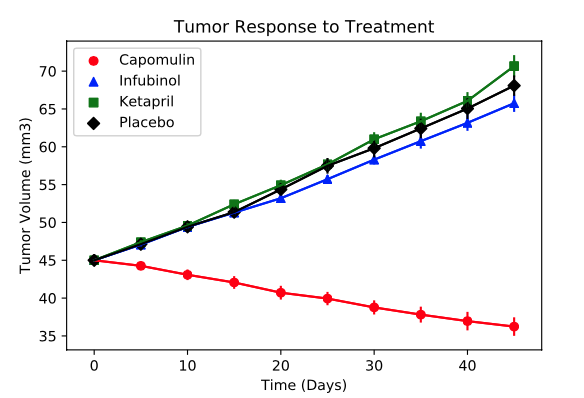 Tumor Response to Treatment
Capomulin
Infubinol
Ketapril
Placebo
Tumor Volume (mm3)
70
65
60
55
50
45
40
35
0
10
20
30
40
Time (Days)